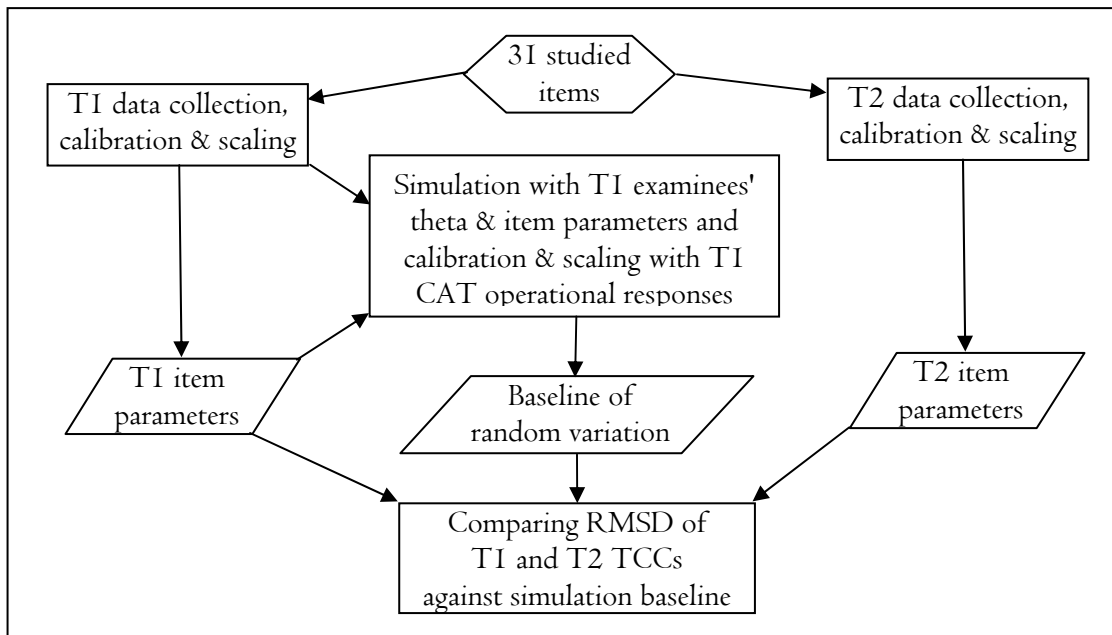 31 studied
items
T1 data collection,
calibration & scaling
T2 data collection,
calibration & scaling
Simulation with T1 examinees'
theta & item parameters and
calibration & scaling with T1
CAT operational responses
T1 item
parameters
Baseline of
random variation
T2 item
parameters
Comparing RMSD of
T1 and T2 TCCs
against simulation baseline